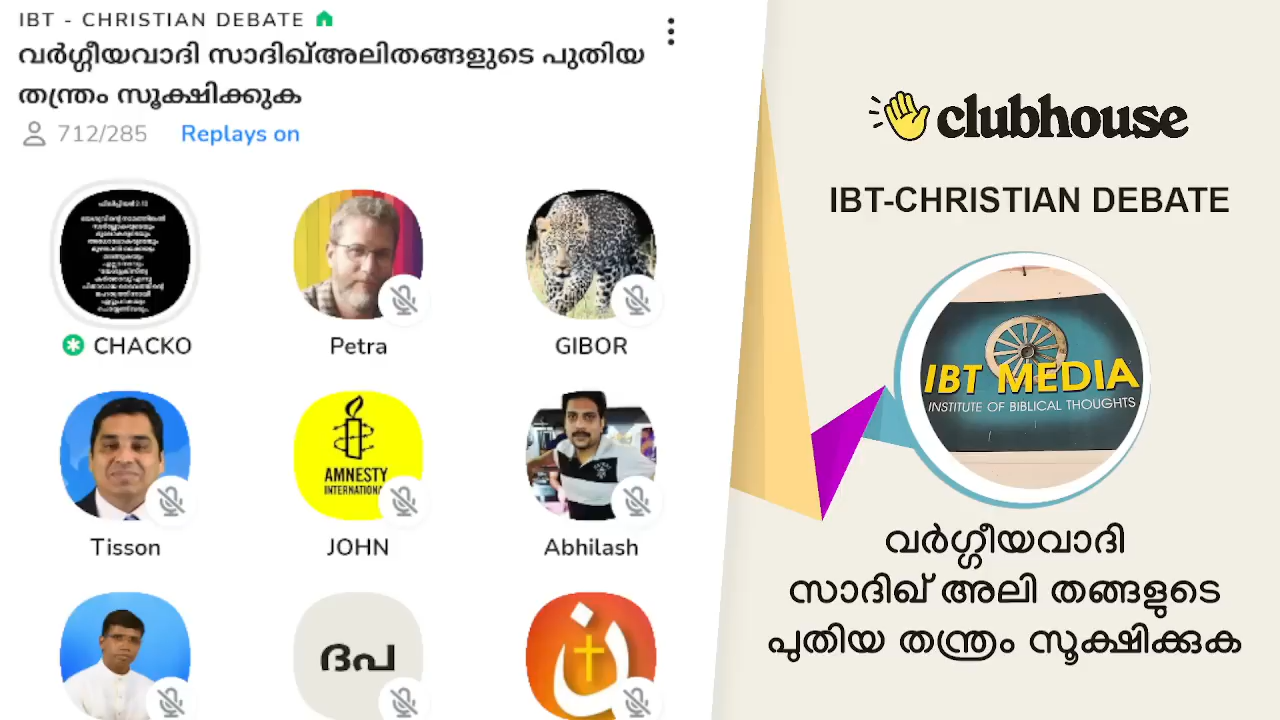 IBT - CHRISTIAN DEBATE
വർഗ്ഗീയവാദി സാദിഖ്അലിതങ്ങളുടെ പുതിയ
തന്ത്രം സൂക്ഷിക്കുക
712/285 Replays on
CHACKO
Petra
GIBOR
AMNESTY
INTERNATIONAL
Tisson
JOHN
Abhilash
ദപ
ن
clubhouse
IBT-CHRISTIAN DEBATE
IBT MEDIA
INSTITUTE OF BIBLICAL THOUGHTS
വർഗ്ഗീയവാദി
സാദിഖ് അലി തങ്ങളുടെ
പുതിയ തന്ത്രം സൂക്ഷിക്കുക